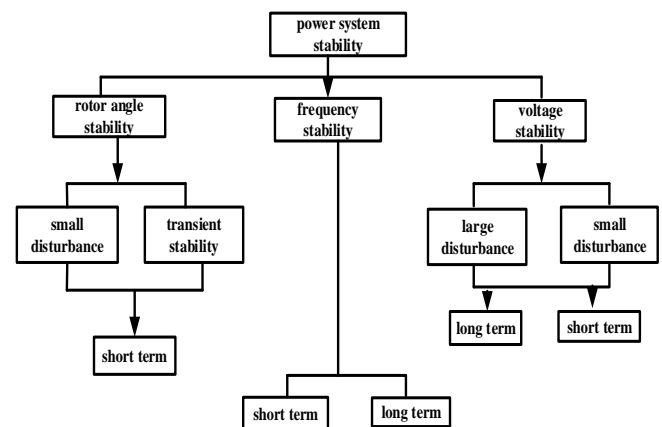 power system
stability
rotor angle
stability
frequency
stability
voltage
stability
small
disturbance
transient
stability
large
disturbance
small
disturbance
long term
short term
short term
short term
long term